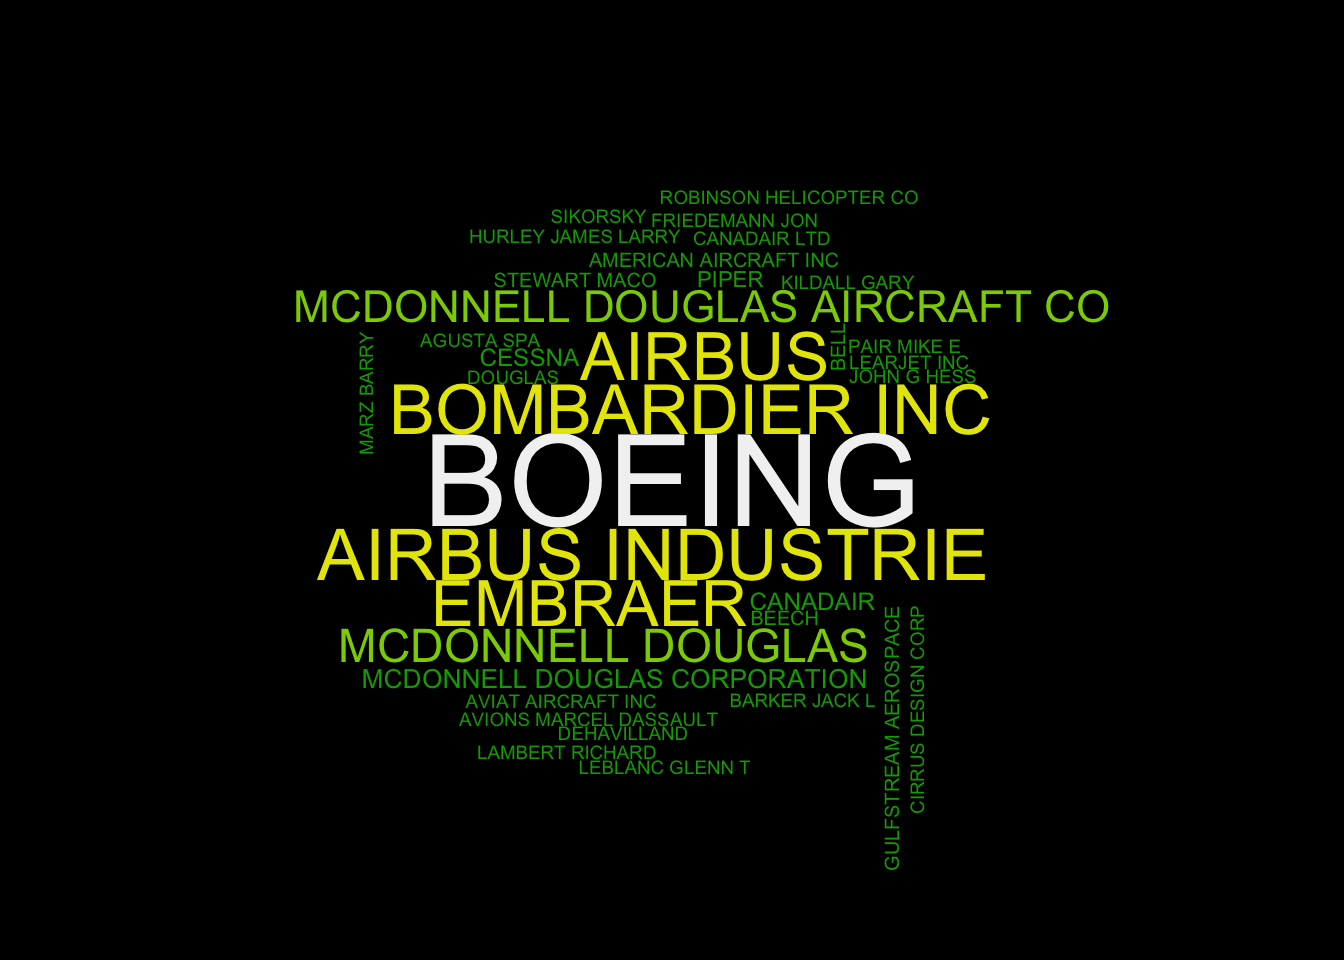 ROBINSON HELICOPTER CO
SIKORSKY
FRIEDEMANN JON
HURLEY JAMES LARRY
CANADAIR LTD
AMERICAN AIRCRAFT INC
STEWART MACO
PIPER
KILDALL GARY
MCDONNELL DOUGLAS AIRCRAFT CO
MARZ BARRY
AGUSTA SPA
CESSNA
DOUGLAS
AIRBUS
BELL
PAIR MIKE E
LEARJET INC
JOHN G HESS
BOMBARDIER INC
BOEING
AIRBUS INDUSTRIE
EMBRAER
CANADAIR
BEECH
MCDONNELL DOUGLAS
MCDONNELL DOUGLAS CORPORATION
AVIAT AIRCRAFT INC
BARKER JACK L
AVIONS MARCEL DASSAULT
DEHAVILLAND
LAMBERT RICHARD
LEBLANC GLENN T
GULFSTREAM AEROSPACE
CIRRUS DESIGN CORP